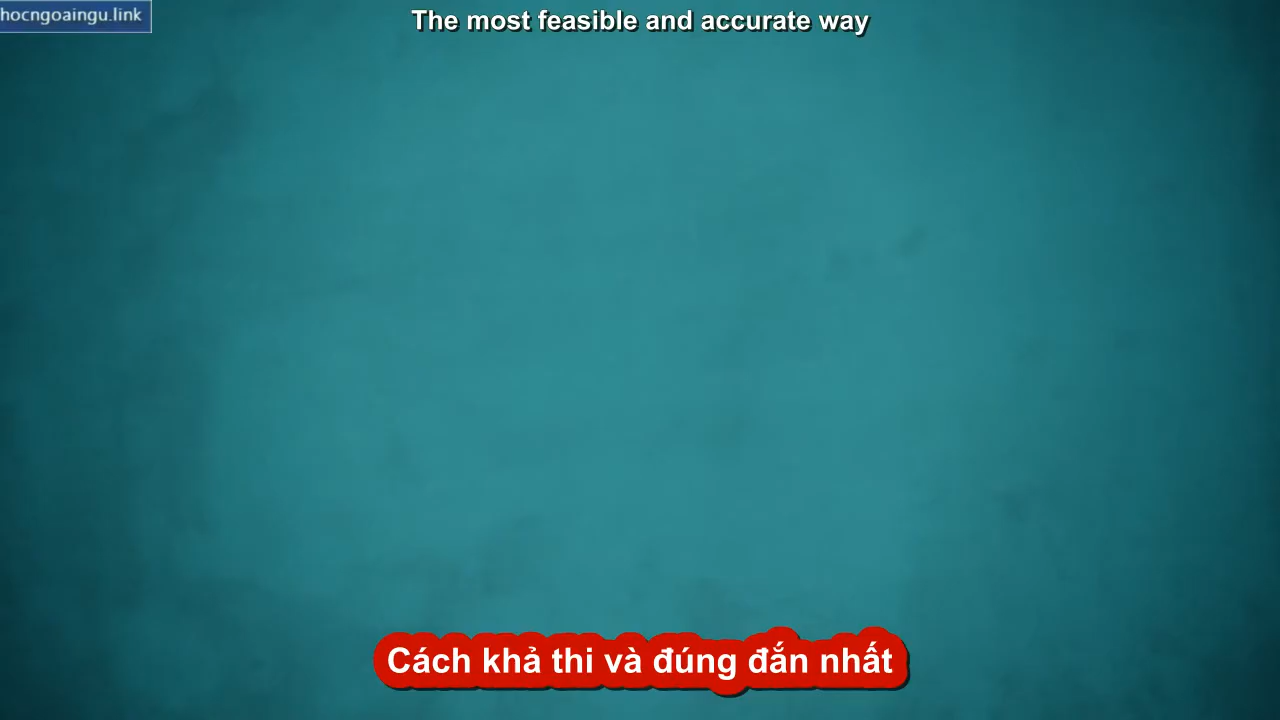 hocngoaingu.link
The most feasible and accurate way
Cách khả thi và đúng đắn nhất